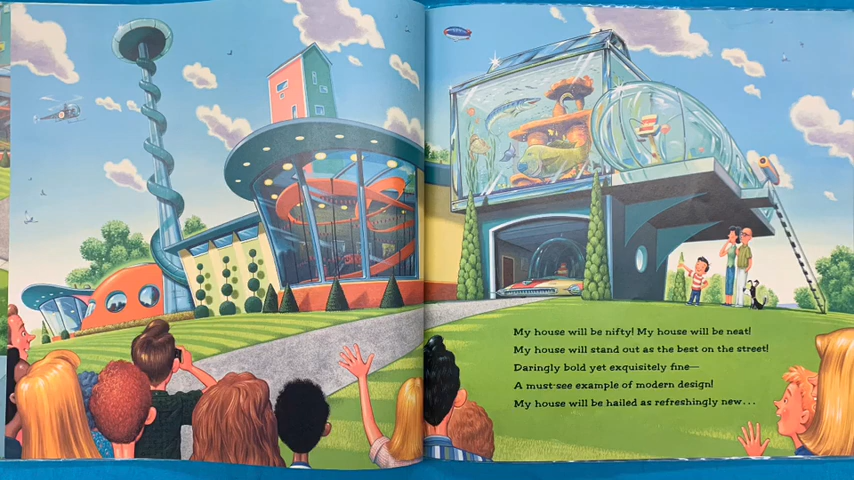 My house will be nifty! My house will be neat!
My house will stand out as the best on the street!
Daringly bold yet exquisitely fine—
A must-see example of modern design!
My house will be hailed as refreshingly new...